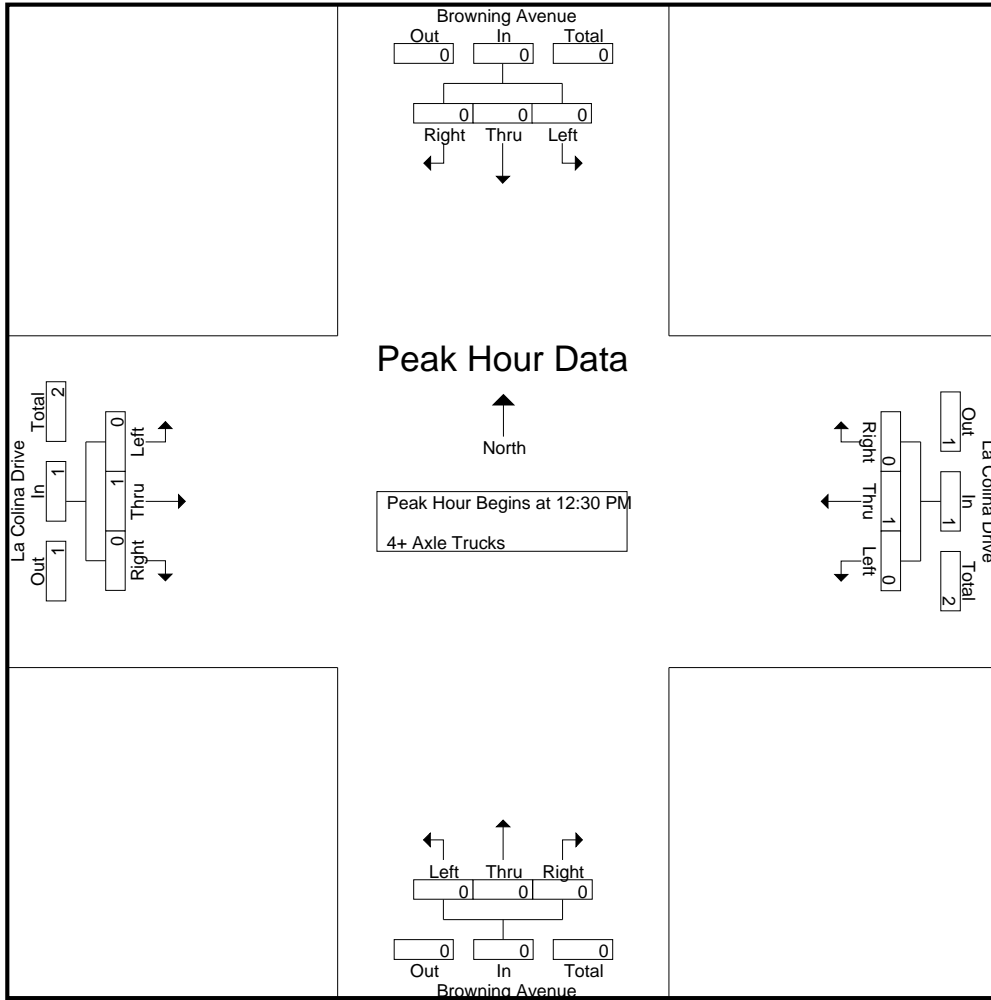 Browning Avenue
Out In Total
0 0 0
0 0 0
Right Thru Left
Peak Hour Data
North
Peak Hour Begins at 12:30 PM
4+ Axle Trucks
La Colina Drive
Total In Out
2 1 1
0 1 0
Left Thru Right
La Colina Drive
Out In Total
1 1 2
0 1 0
Right Thru Left
Left Thru Right
0 0 0
0 0 0
Out In Total
Browning Avenue